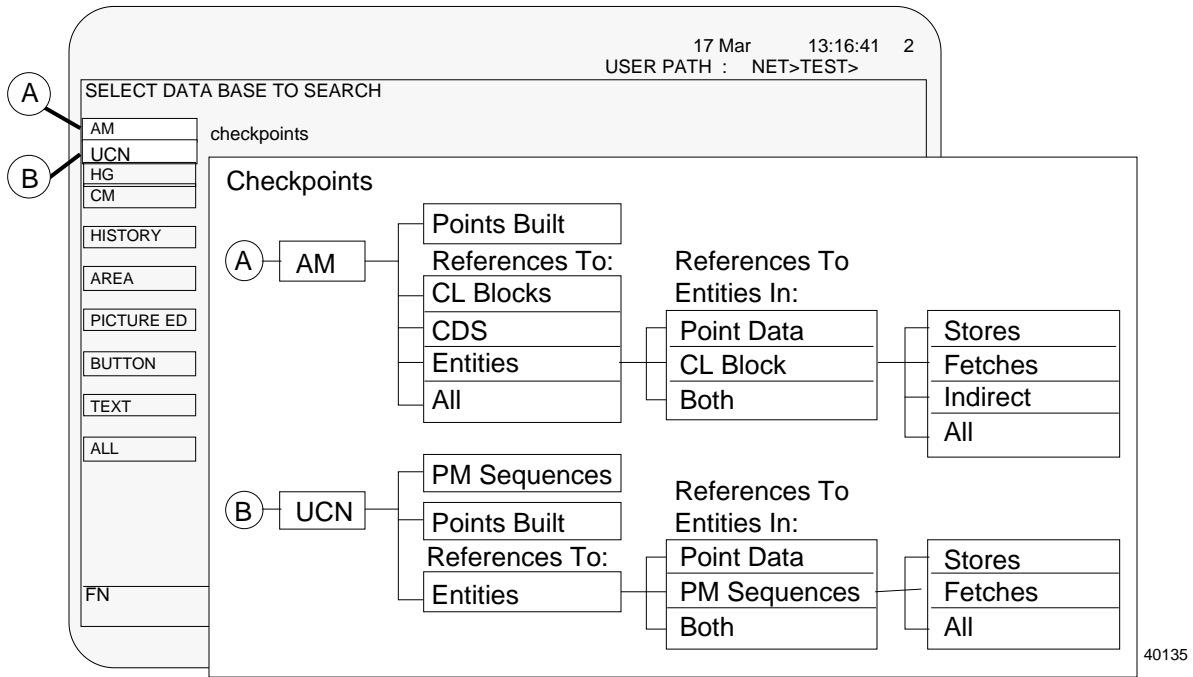 17 Mar 13:16:41 2
USER PATH : NET>TEST>
SELECT DATA BASE TO SEARCH
A
B
AM
checkpoints
UCN
HG
CM
HISTORY
AREA
PICTURE ED
BUTTON
TEXT
ALL
FN
Checkpoints
A
AM
Points Built
References To:
CL Blocks
CDS
Entities
All
References To
Entities In:
Point Data
CL Block
Both
Stores
Fetches
Indirect
All
B
UCN
PM Sequences
Points Built
References To:
Entities
References To
Entities In:
Point Data
PM Sequences
Both
Stores
Fetches
All
40135